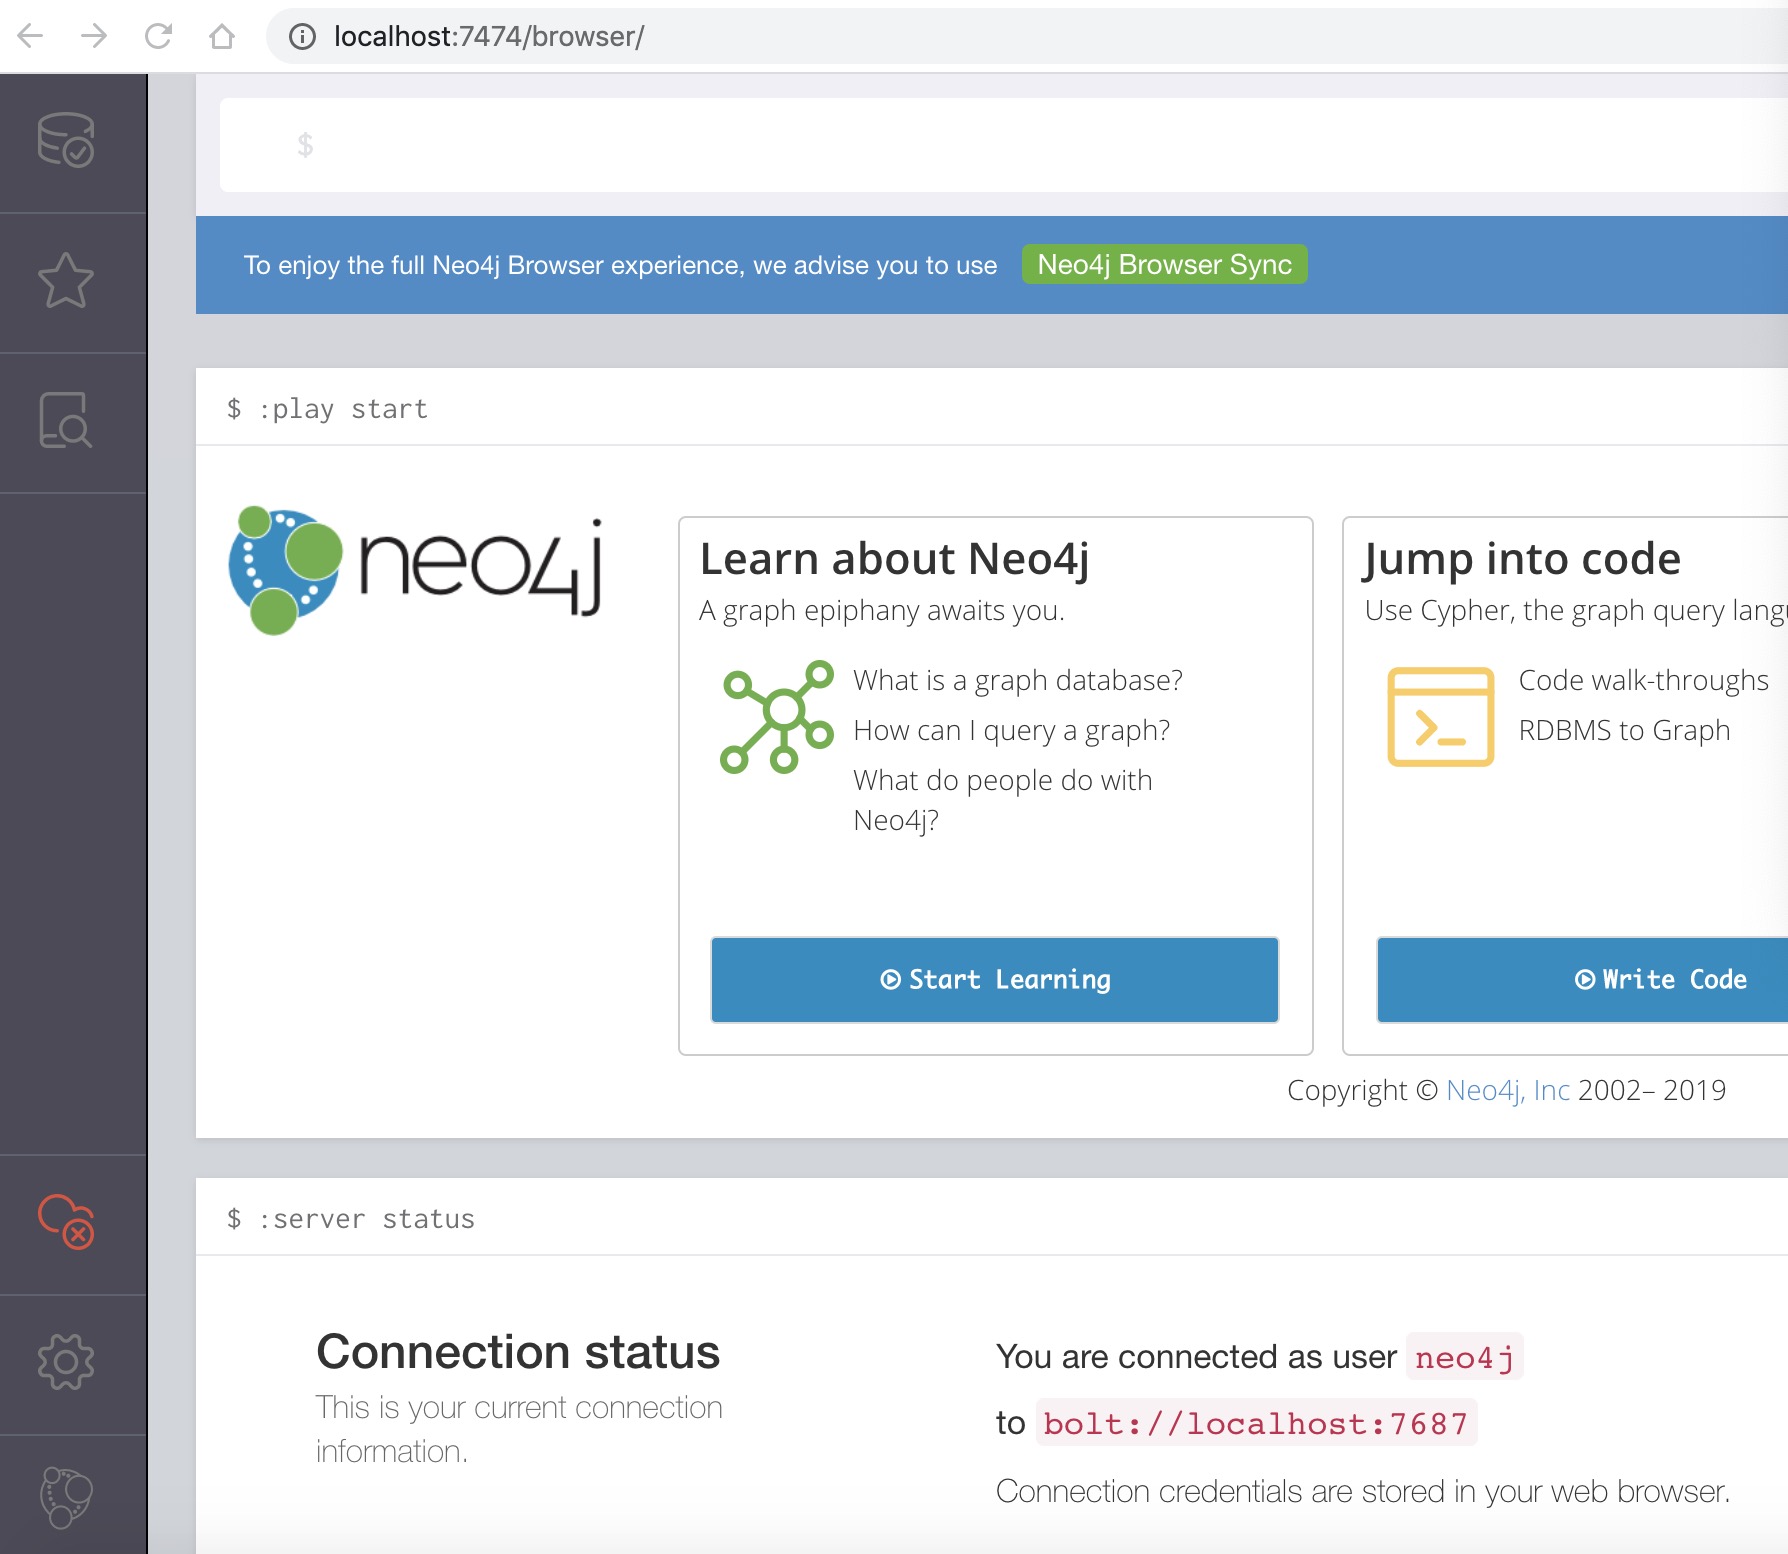 localhost:7474/browser/
$
To enjoy the full Neo4j Browser experience, we advise you to use Neo4j Browser Sync
$ :play start
neo4j
Learn about Neo4j
A graph epiphany awaits you.
What is a graph database?
How can I query a graph?
What do people do with
Neo4j?
Start Learning
Jump into code
Use Cypher, the graph query
Code walk-throughs
RDBMS to Graph
Write Code
Copyright © Neo4j, Inc 2002– 2019
$ :server status
Connection status
This is your current connection
information.
You are connected as user neo4j
to bolt://localhost:7687
Connection credentials are stored in your web browser.